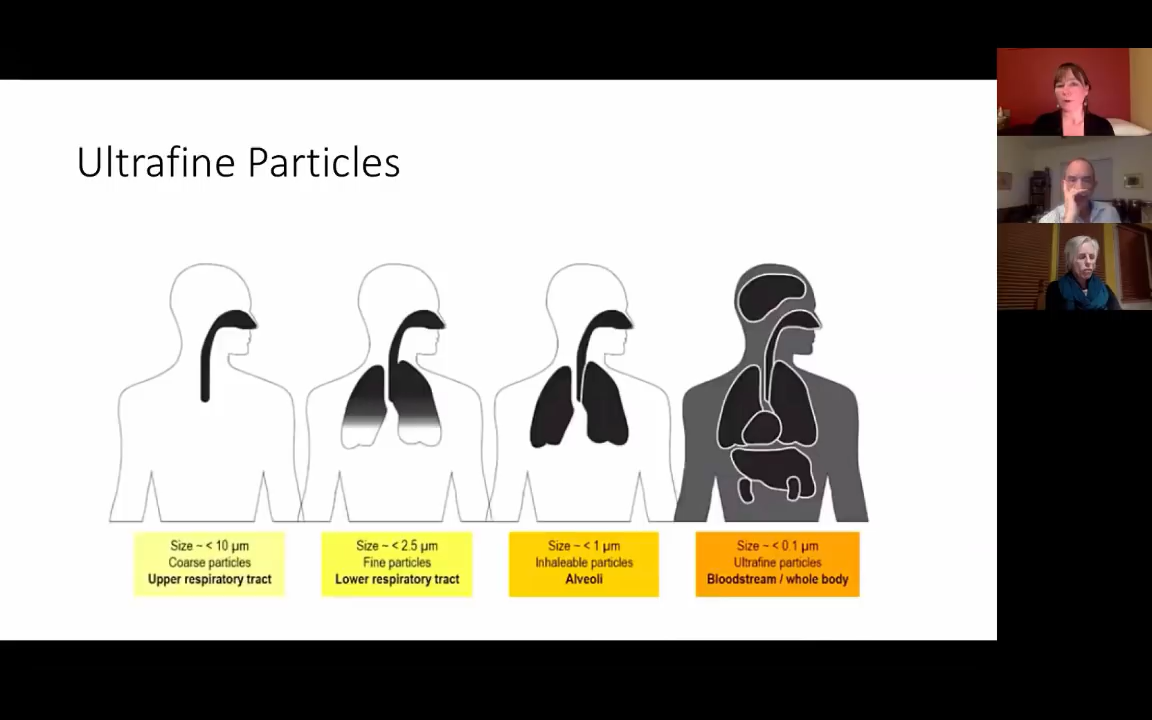 Ultrafine Particles
Size ~ < 10 µm
Coarse particles
Upper respiratory tract
Size ~ < 2.5 µm
Fine particles
Lower respiratory tract
Size ~ < 1 µm
Inhaleable particles
Alveoli
Size ~ < 0.1 µm
Ultrafine particles
Bloodstream / whole body